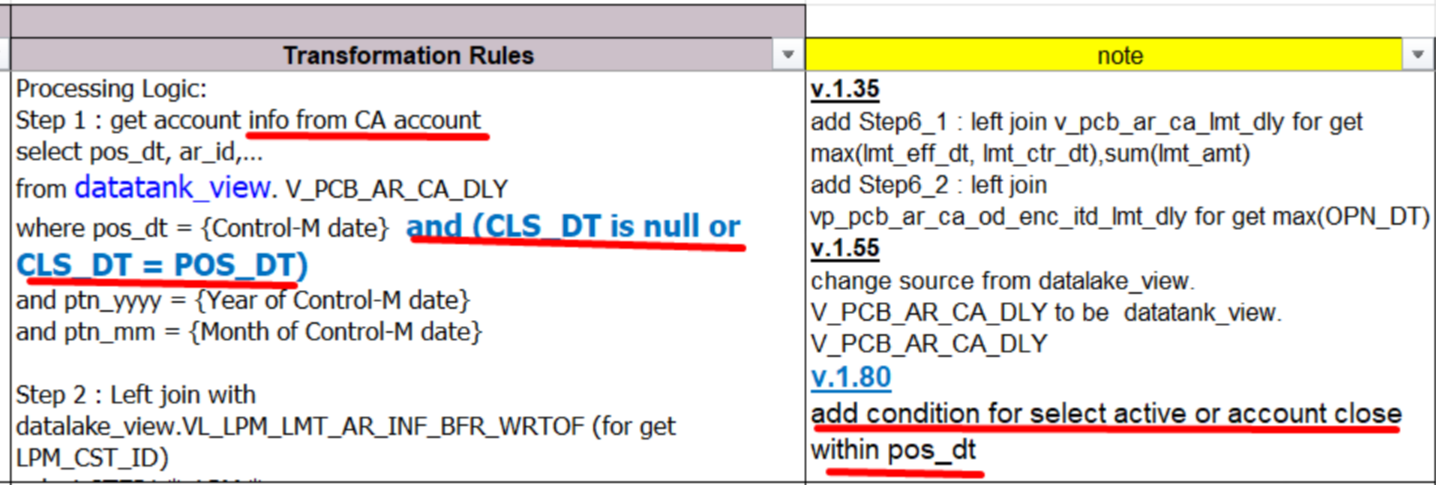 Transformation Rules
note
Processing Logic:
Step 1 : get account info from CA account
select pos_dt, ar_id,...
from datatank_view. V_PCB_AR_CA_DLY
where pos_dt = {Control-M date} and (CLS_DT is null or
CLS_DT = POS_DT)
and ptn_yyyy = {Year of Control-M date}
and ptn_mm = {Month of Control-M date}
Step 2 : Left join with
datalake_view.VL_LPM_LMT_AR_INF_BFR_WRTOF (for get
LPM_CST_ID)
v.1.35
add Step6_1 : left join v_pcb_ar_ca_lmt_dly for get
max(lmt_eff_dt, lmt_ctr_dt),sum(lmt_amt)
add Step6_2 : left join
vp_pcb_ar_ca_od_enc_itd_lmt_dly for get max(OPN_DT)
v.1.55
change source from datalake_view.
V_PCB_AR_CA_DLY to be datatank_view.
V_PCB_AR_CA_DLY
v.1.80
add condition for select active or account close
within pos_dt